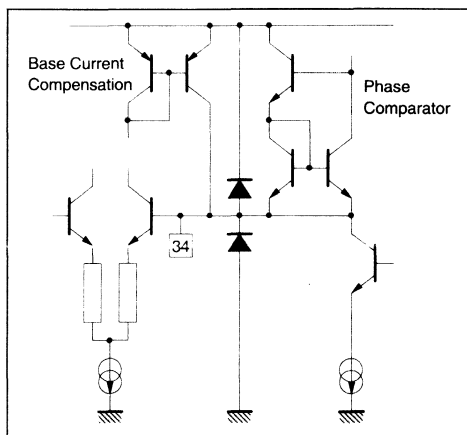 Base Current
Compensation
Phase
Comparator
34